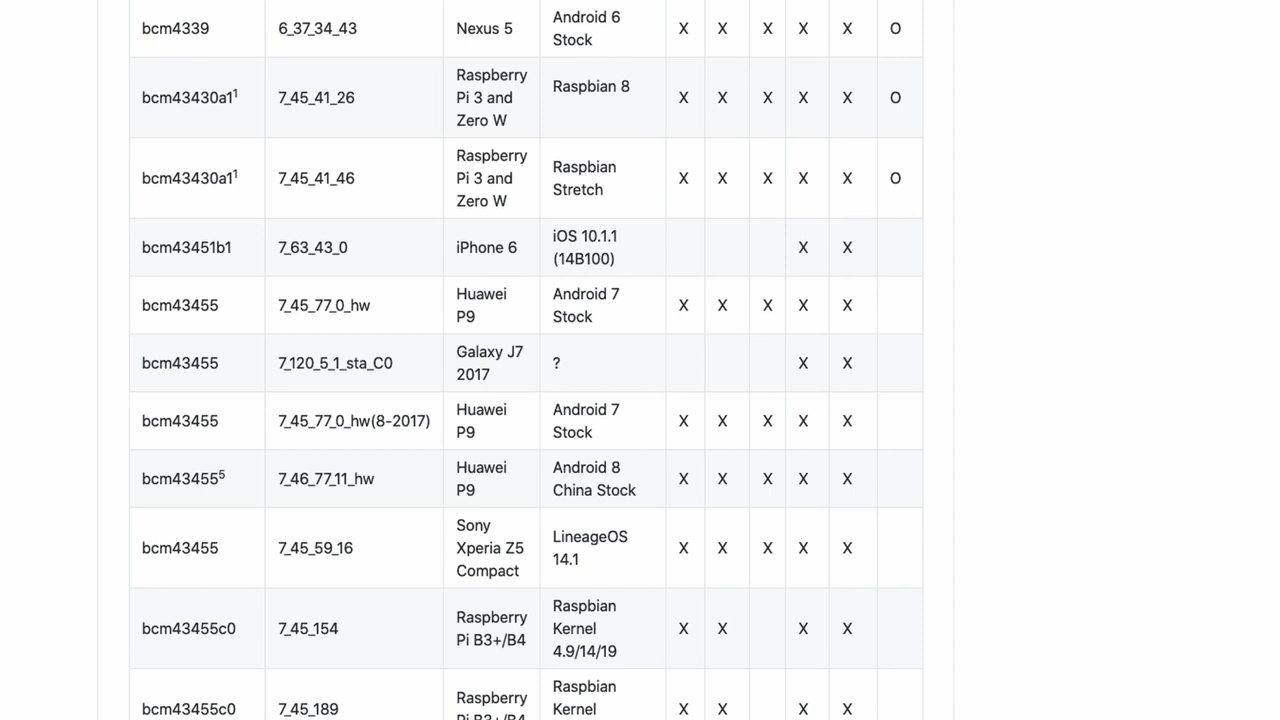 bcm4339 6_37_34_43 Nexus 5 Android 6 Stock X X X X X O
bcm43430a1¹ 7_45_41_26 Raspberry Pi 3 and Zero W Raspbian 8 X X X X X O
bcm43430a1¹ 7_45_41_46 Raspberry Pi 3 and Zero W Raspbian Stretch X X X X X O
bcm43451b1 7_63_43_0 iPhone 6 iOS 10.1.1 (14B100) X X
bcm43455 7_45_77_0_hw Huawei P9 Android 7 Stock X X X X X
bcm43455 7_120_5_1_sta_C0 Galaxy J7 2017 ? X X
bcm43455 7_45_77_0_hw(8-2017) Huawei P9 Android 7 Stock X X X X X
bcm43455⁵ 7_46_77_11_hw Huawei P9 Android 8 China Stock X X X X X
bcm43455 7_45_59_16 Sony Xperia Z5 Compact LineageOS 14.1 X X X X X
bcm43455c0 7_45_154 Raspberry Pi B3+/B4 Raspbian Kernel 4.9/14/19 X X X X
bcm43455c0 7_45_189 Raspberry Pi B3+/B4 Raspbian Kernel X X X X